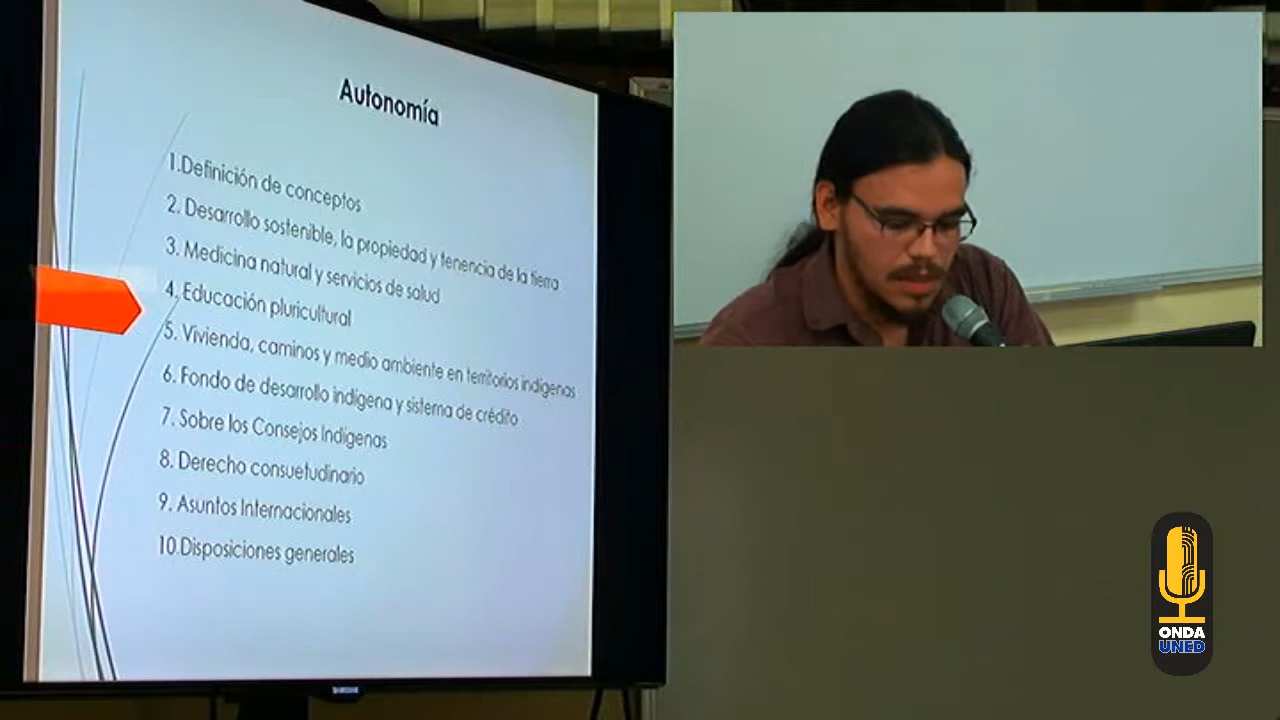 Autonomía
1.Definición de conceptos
2. Desarrollo sostenible, la propiedad y tenencia de la tierra
3. Medicina natural y servicios de salud
4. Educación pluricultural
5. Vivienda, caminos y medio ambiente en territorios indígenas
6. Fondo de desarrollo indígena y sistema de crédito
7. Sobre los Consejos Indígenas
8. Derecho consuetudinario
9. Asuntos Internacionales
10.Disposiciones generales
SAMSUNG
ONDA
UNED